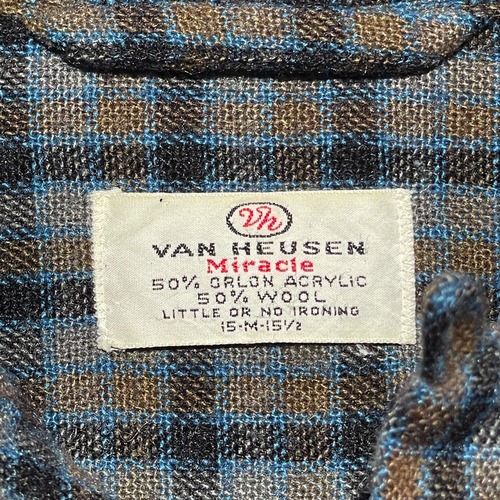 Vh
VAN HEUSEN
Miracle
50% ORLON ACRYLIC
50% WOOL
LITTLE OR NO IRONING
15-M-15½